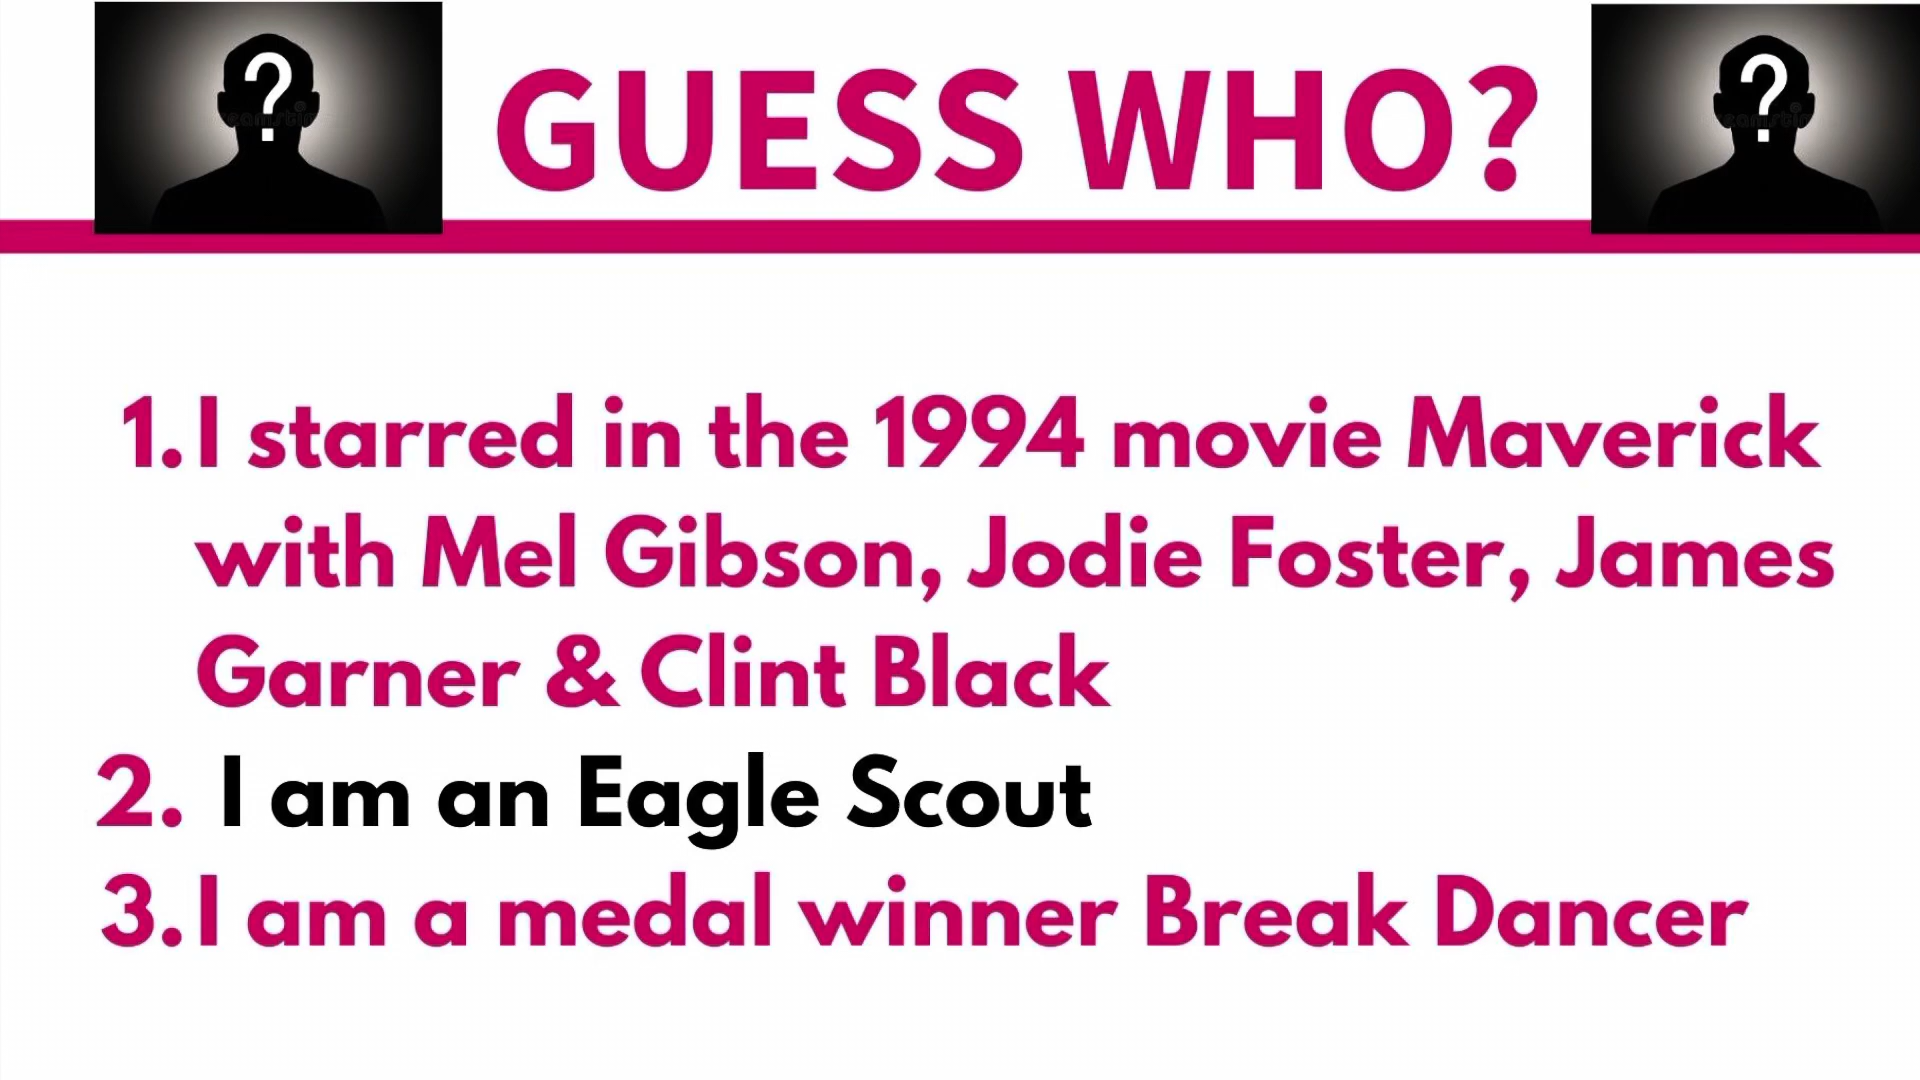 ?
GUESS WHO?
?
1. I starred in the 1994 movie Maverick
with Mel Gibson, Jodie Foster, James
Garner & Clint Black
2. I am an Eagle Scout
3. I am a medal winner Break Dancer